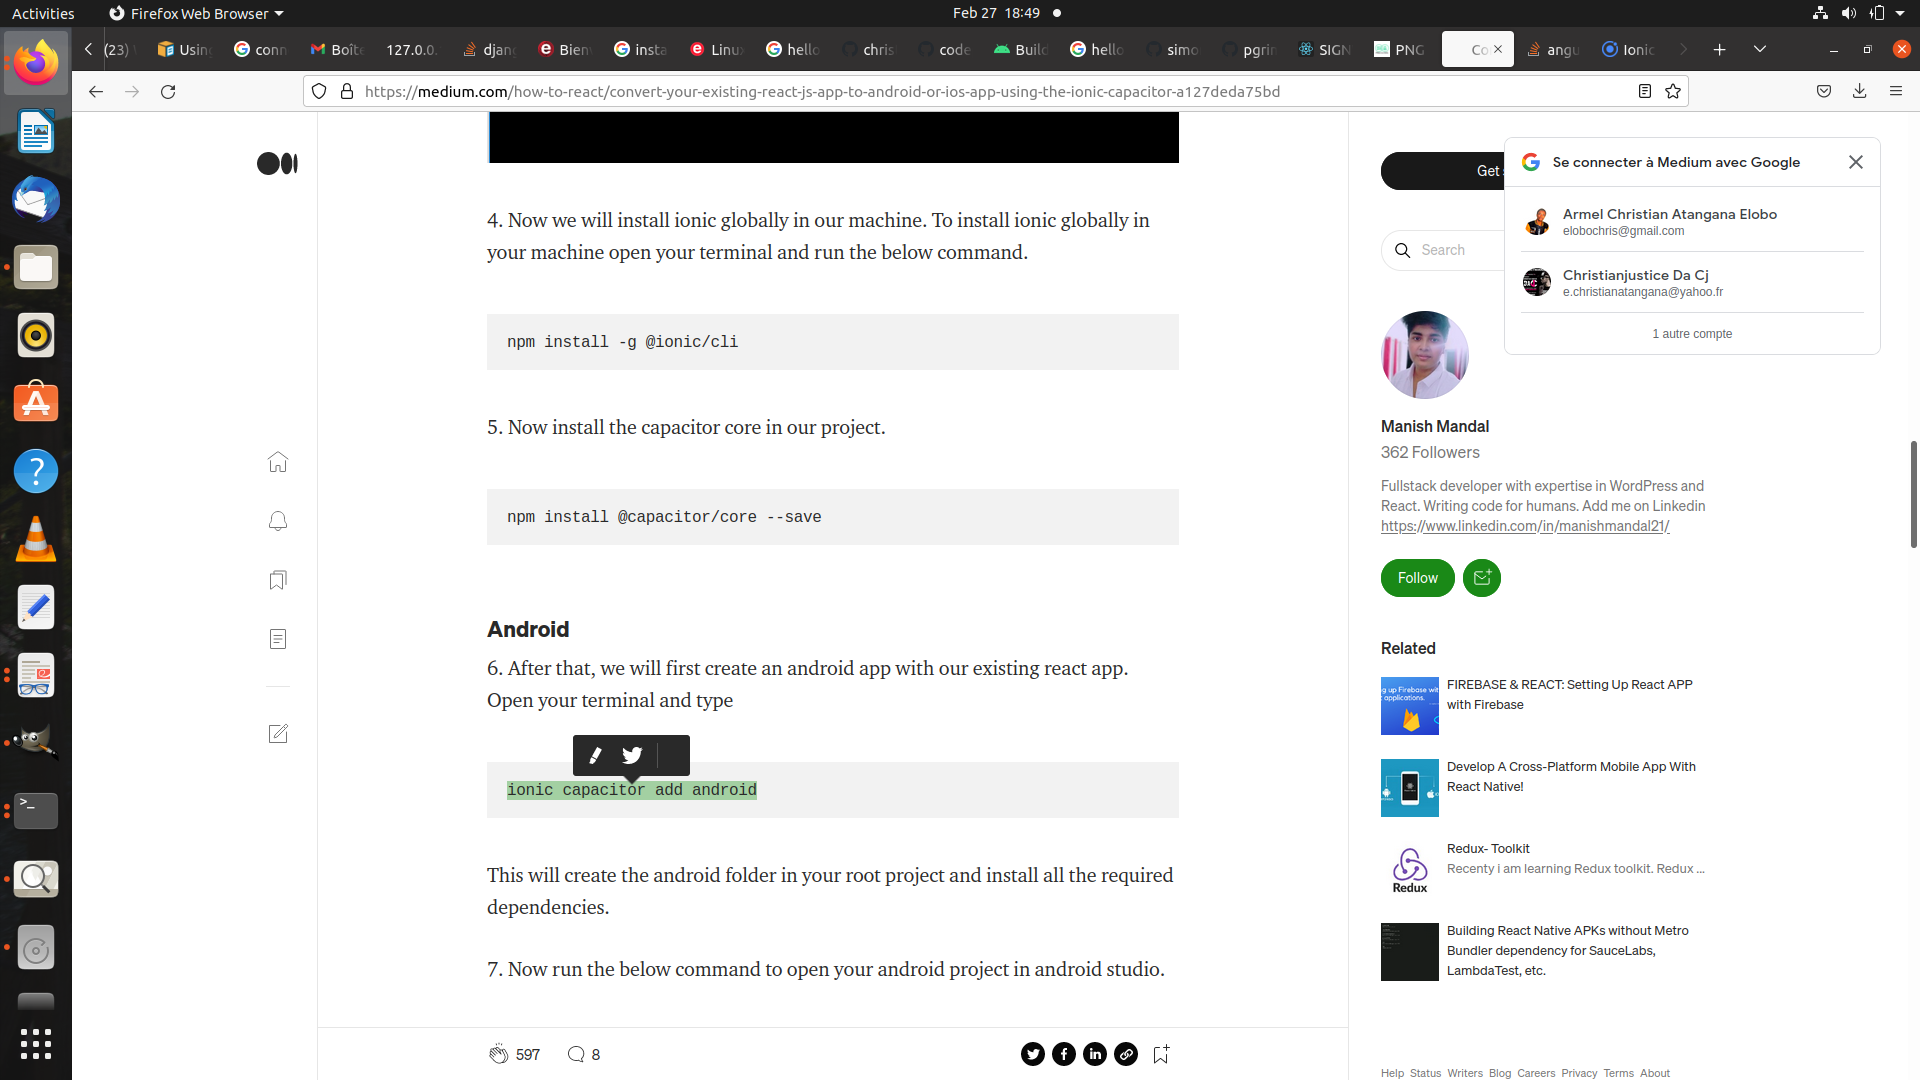 Activities
Firefox Web Browser
Feb 27 18:49
(23)
Using
conn
Boîte
127.0.0.
djang
Bien
insta
Linux
hello
chris
code
Build
hello
simo
pgrin
SIGN
PNG
Co
angu
Ionic
https://medium.com/how-to-react/convert-your-existing-react-js-app-to-android-or-ios-app-using-the-ionic-capacitor-a127deda75bd
4. Now we will install ionic globally in our machine. To install ionic globally in
your machine open your terminal and run the below command.
npm install -g @ionic/cli
5. Now install the capacitor core in our project.
npm install @capacitor/core --save
Android
6. After that, we will first create an android app with our existing react app.
Open your terminal and type
ionic capacitor add android
This will create the android folder in your root project and install all the required
dependencies.
7. Now run the below command to open your android project in android studio.
597
8
Get
Se connecter à Medium avec Google
Armel Christian Atangana Elobo
elobochris@gmail.com
Christianjustice Da Cj
e.christianatangana@yahoo.fr
1 autre compte
Search
Manish Mandal
362 Followers
Fullstack developer with expertise in WordPress and
React. Writing code for humans. Add me on Linkedin
https://www.linkedin.com/in/manishmandal21/
Follow
Related
FIREBASE & REACT: Setting Up React APP
with Firebase
Develop A Cross-Platform Mobile App With
React Native!
Redux- Toolkit
Recenty i am learning Redux toolkit. Redux ...
Redux
Building React Native APKs without Metro
Bundler dependency for SauceLabs,
LambdaTest, etc.
Help Status Writers Blog Careers Privacy Terms About